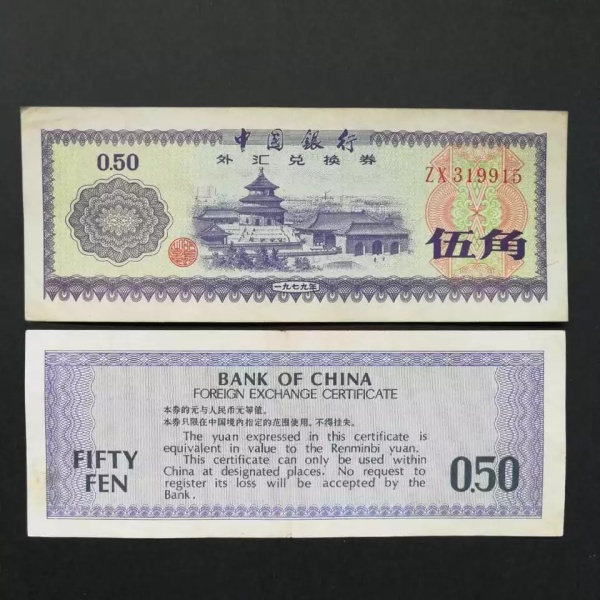 中国银行
外汇兑换券
0.50
ZX319915
伍角
一九七九年
BANK OF CHINA
FOREIGN EXCHANGE CERTIFICATE
本券的元与人民币元等值。
本券只限在中国境内指定的范围使用。不得挂失。
The yuan expressed in this certificate is
equivalent in value to the Renminbi yuan.
This certificate can only be used within
China at designated places. No request to
register its loss will be accepted by the
Bank.
FIFTY
FEN
0.50